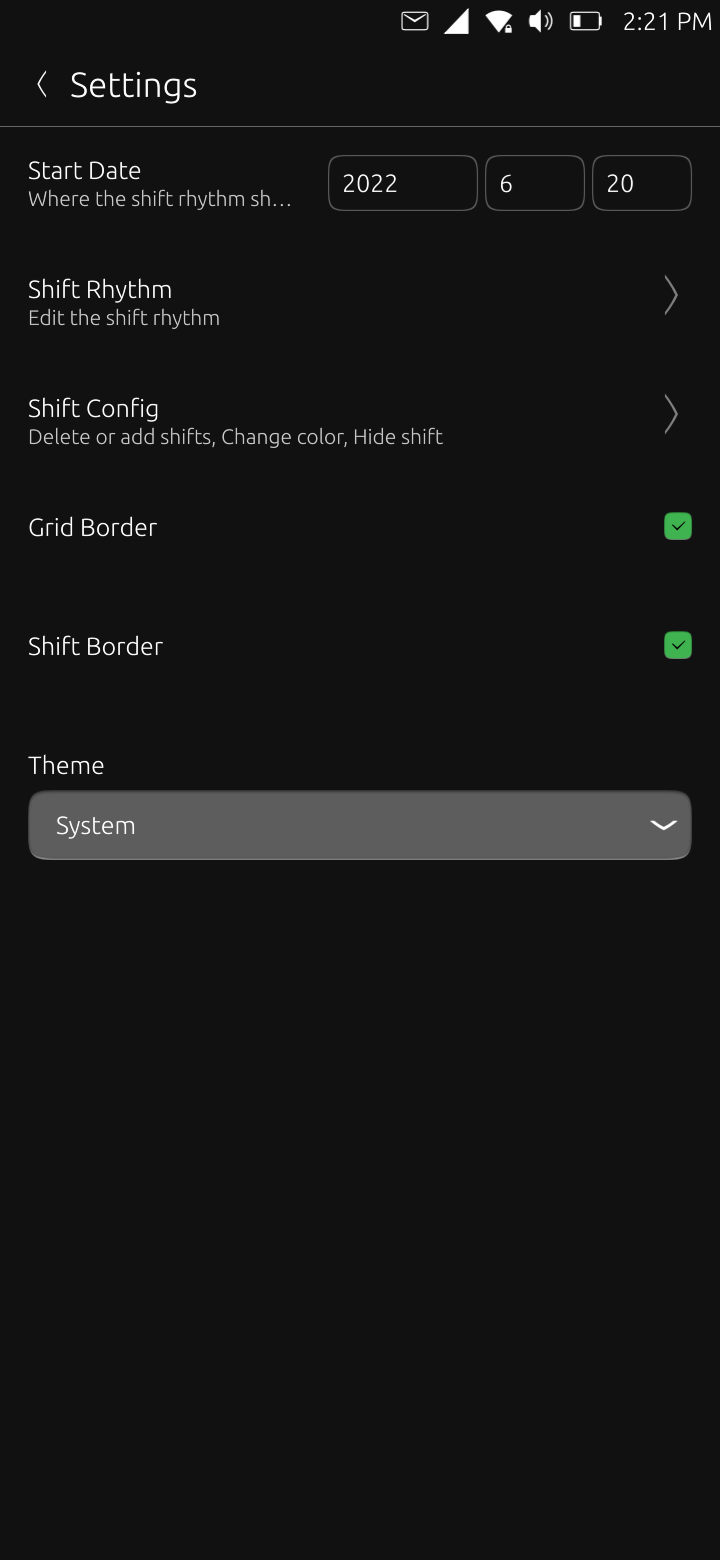 2:21 PM
Settings
Start Date
Where the shift rhythm sh...
2022
6
20
Shift Rhythm
Edit the shift rhythm
Shift Config
Delete or add shifts, Change color, Hide shift
Grid Border
Shift Border
Theme
System